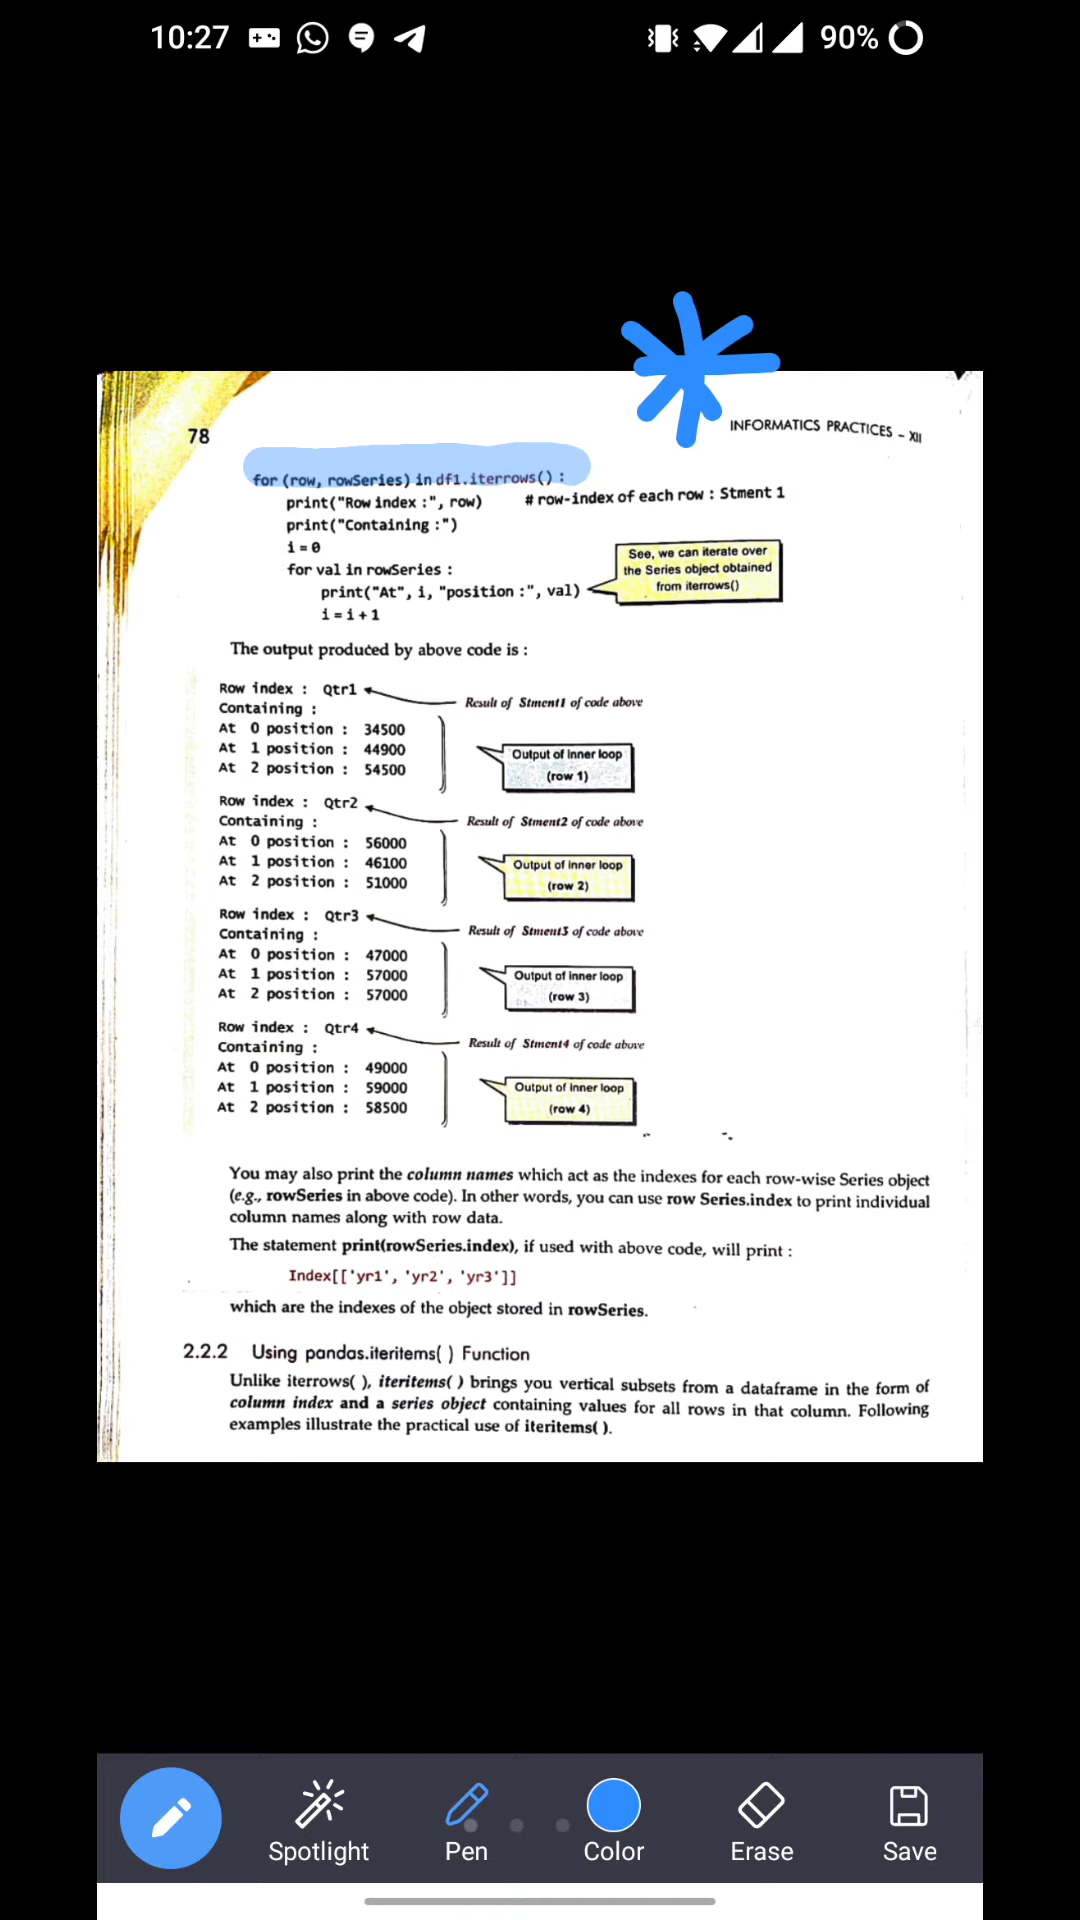 10:27
90%
78
INFORMATICS PRACTICES – XII
for (row, rowSeries) in df1.iterrows() :
print("Row index :", row) # row-index of each row : Stment 1
print("Containing :")
i = 0
for val in rowSeries :
print("At", i, "position :", val)
i = i + 1
See, we can iterate over
the Series object obtained
from iterrows()
The output produced by above code is :
Row index : Qtr1
Result of Stment1 of code above
Containing :
At 0 position : 34500
At 1 position : 44900
At 2 position : 54500
Output of inner loop
(row 1)
Row index : Qtr2
Result of Stment2 of code above
Containing :
At 0 position : 56000
At 1 position : 46100
At 2 position : 51000
Output of inner loop
(row 2)
Row index : Qtr3
Result of Stment3 of code above
Containing :
At 0 position : 47000
At 1 position : 57000
At 2 position : 57000
Output of inner loop
(row 3)
Row index : Qtr4
Result of Stment4 of code above
Containing :
At 0 position : 49000
At 1 position : 59000
At 2 position : 58500
Output of inner loop
(row 4)
You may also print the column names which act as the indexes for each row-wise Series object
(e.g., rowSeries in above code). In other words, you can use row Series.index to print individual
column names along with row data.
The statement print(rowSeries.index), if used with above code, will print :
Index[['yr1', 'yr2', 'yr3']]
which are the indexes of the object stored in rowSeries.
2.2.2 Using pandas.iteritems( ) Function
Unlike iterrows( ), iteritems( ) brings you vertical subsets from a dataframe in the form of
column index and a series object containing values for all rows in that column. Following
examples illustrate the practical use of iteritems( ).
Spotlight
Pen
Color
Erase
Save